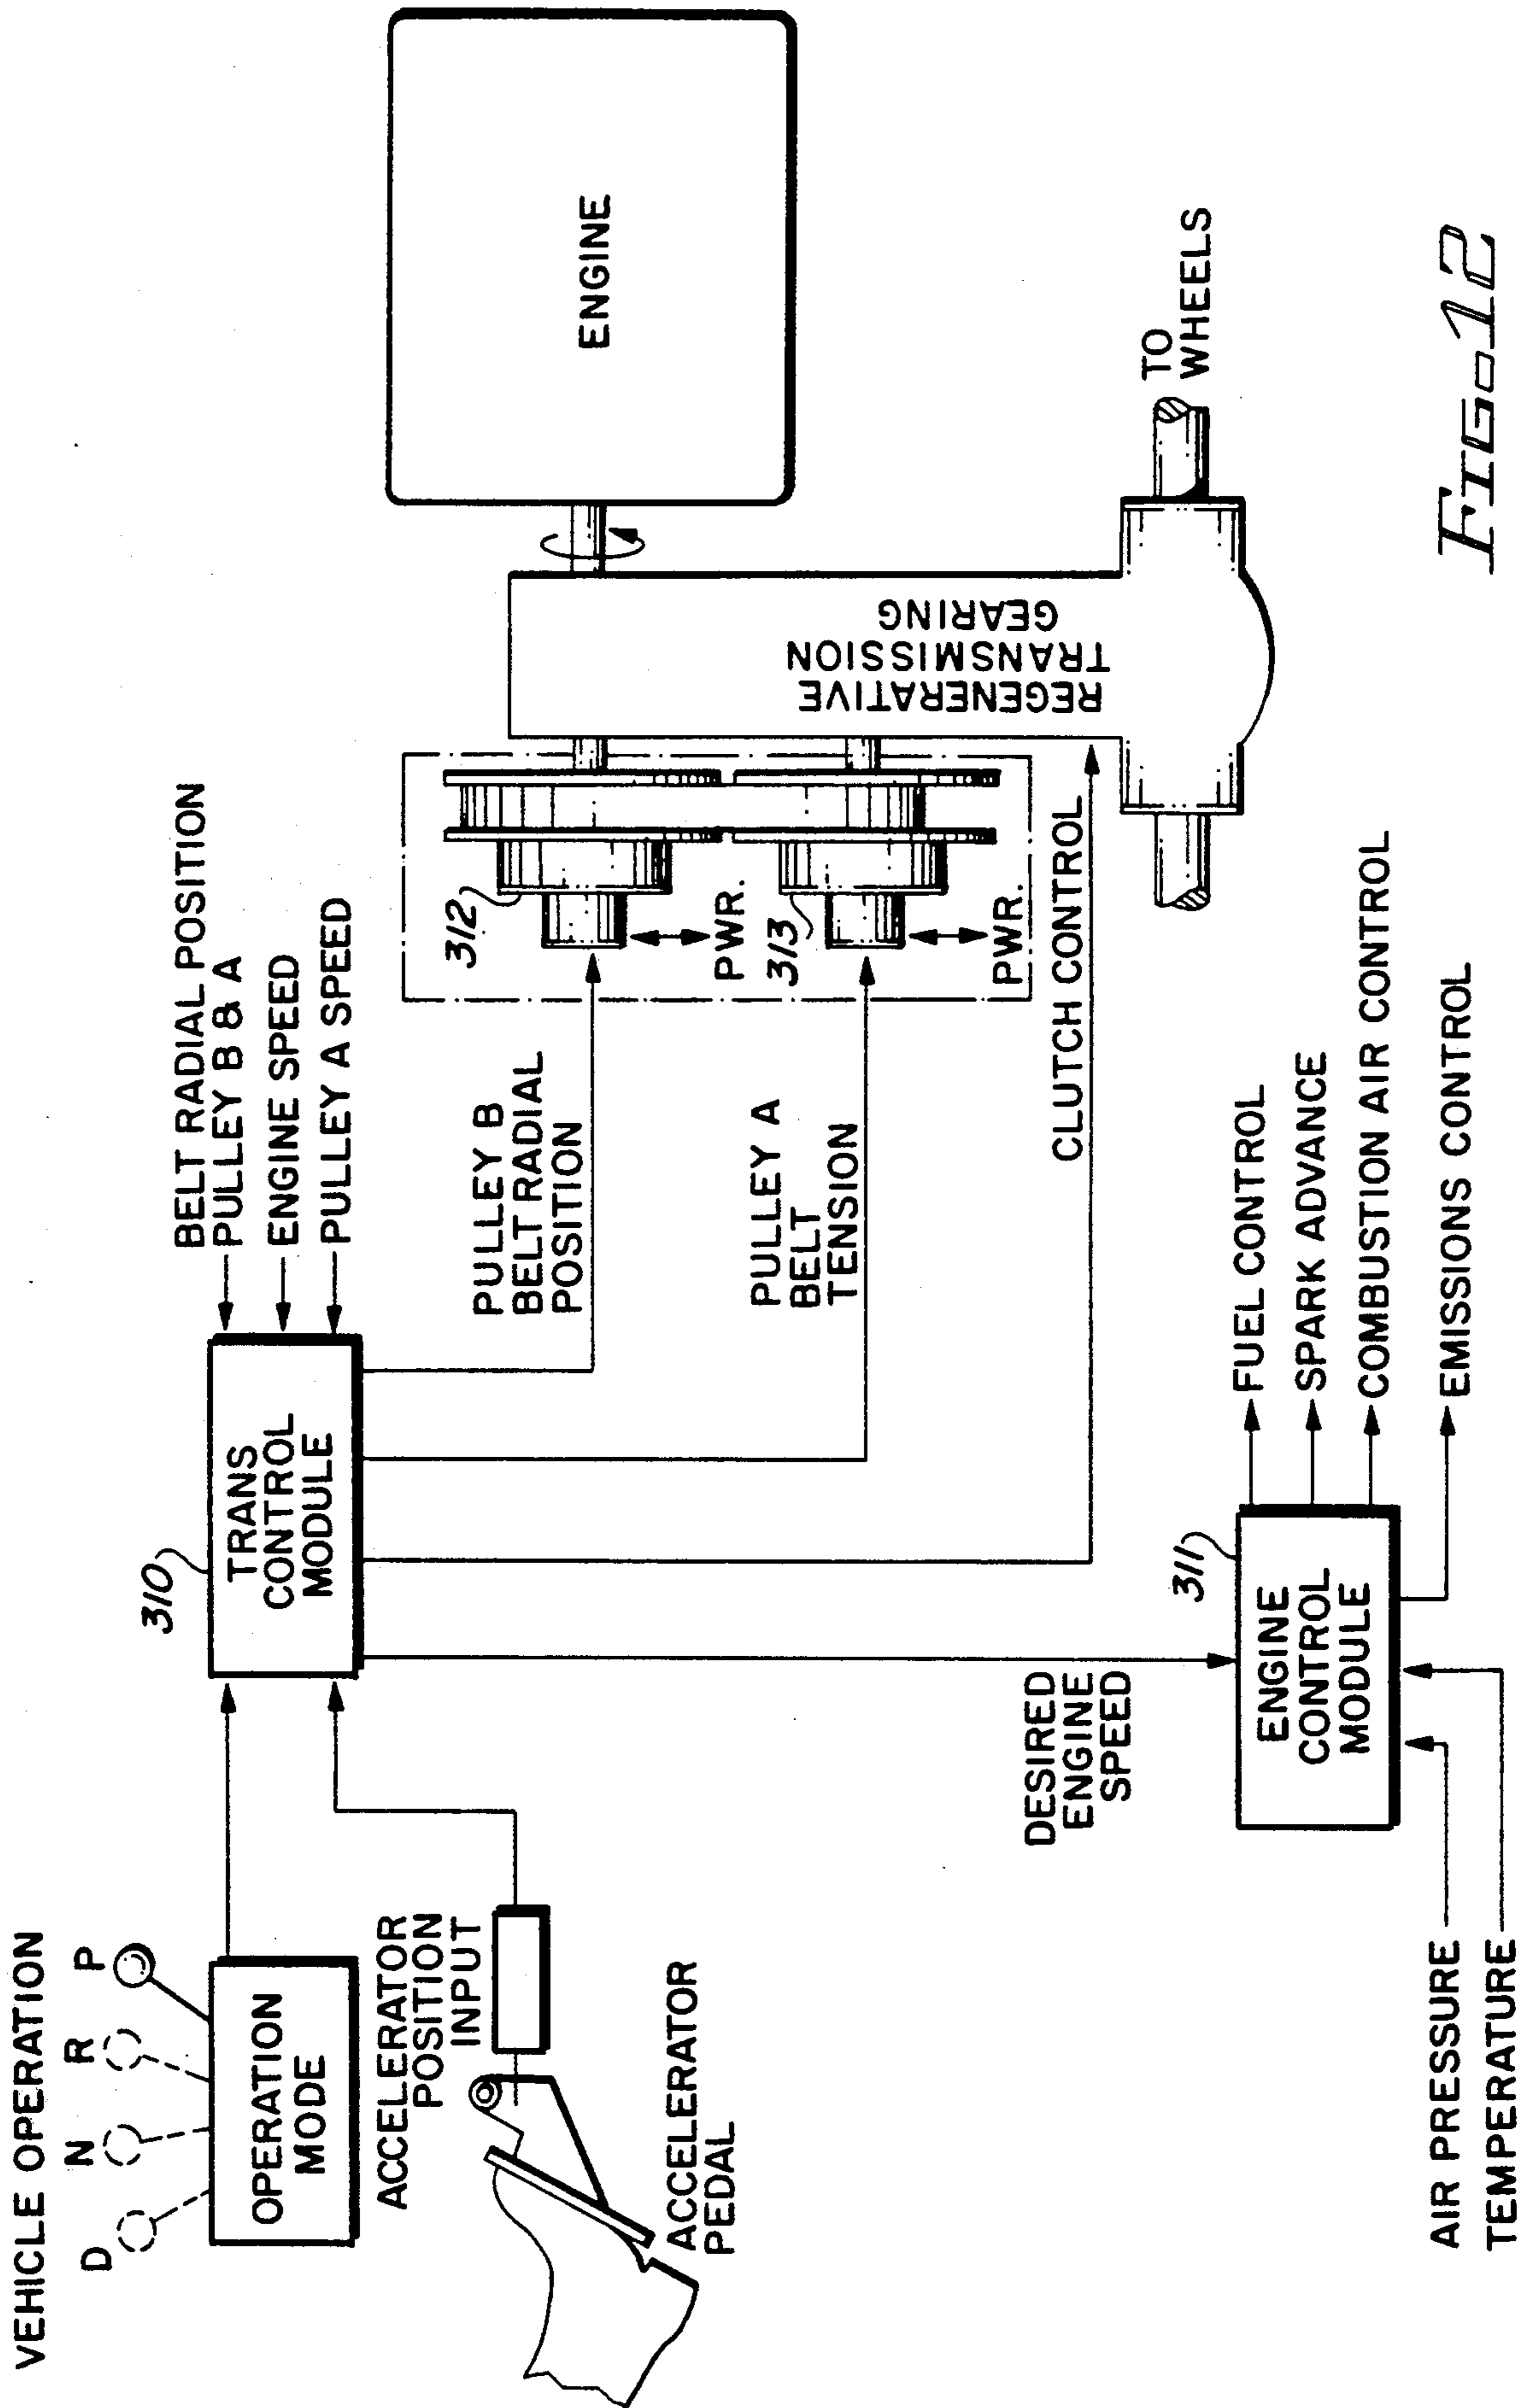 VEHICLE OPERATION
D
N
R
P
OPERATION
MODE
ACCELERATOR
POSITION
INPUT
ACCELERATOR
PEDAL
310
TRANS
CONTROL
MODULE
BELT RADIAL POSITION
PULLEY B & A
ENGINE SPEED
PULLEY A SPEED
PULLEY B
BELT RADIAL
POSITION
PULLEY A
BELT
TENSION
CLUTCH CONTROL
312
PWR.
313
PWR.
ENGINE
REGENERATIVE
TRANSMISSION
GEARING
TO
WHEELS
DESIRED
ENGINE
SPEED
311
ENGINE
CONTROL
MODULE
FUEL CONTROL
SPARK ADVANCE
COMBUSTION AIR CONTROL
EMISSIONS CONTROL
AIR PRESSURE
TEMPERATURE
FIG.12